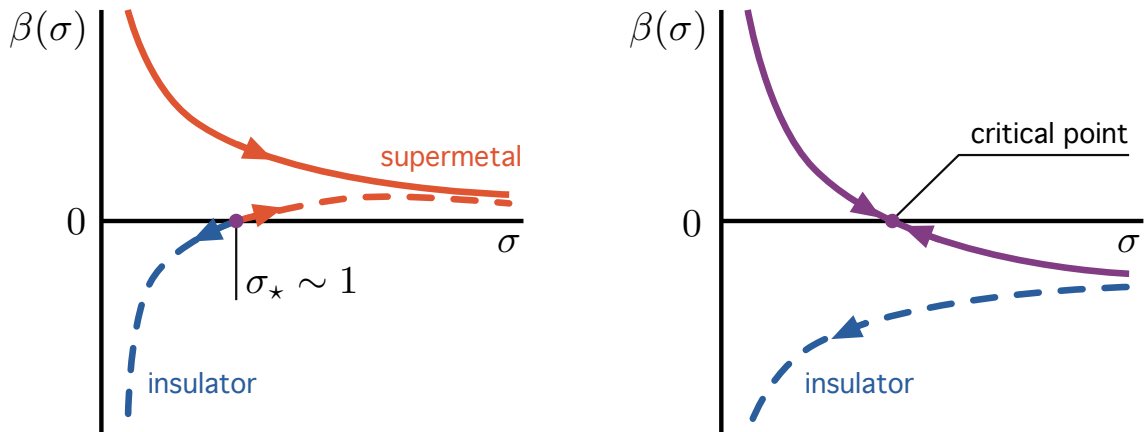 β(σ)
supermetal
0
σ
σ⋆ ∼ 1
insulator
β(σ)
critical point
0
σ
insulator